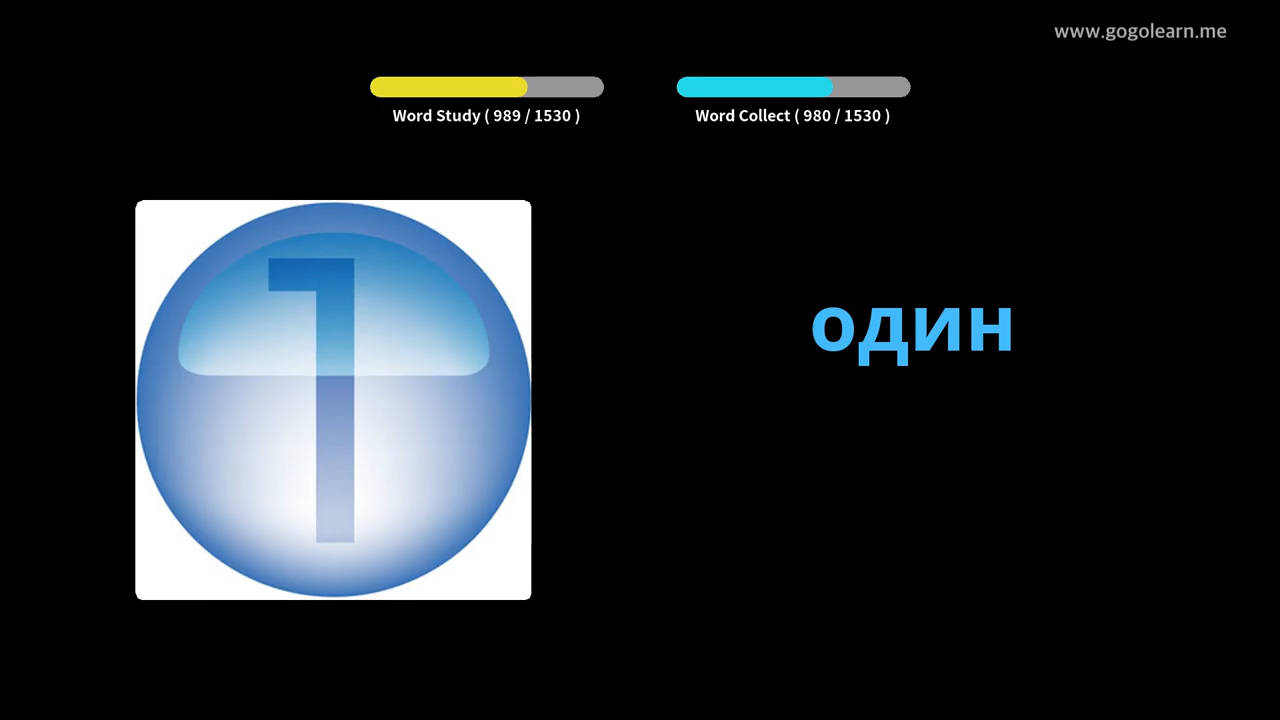 www.gogolearn.me
Word Study ( 989 / 1530 )
Word Collect ( 980 / 1530 )
1
один